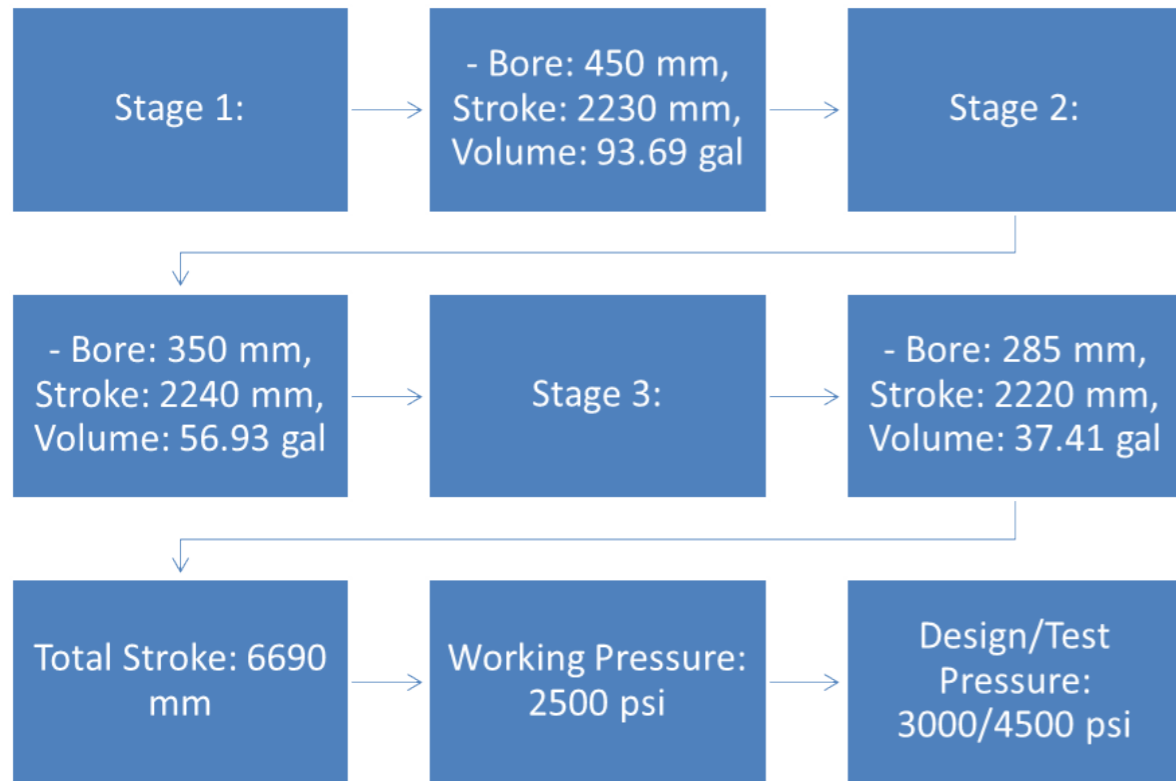 Stage 1:
- Bore: 450 mm,
Stroke: 2230 mm,
Volume: 93.69 gal
Stage 2:
- Bore: 350 mm,
Stroke: 2240 mm,
Volume: 56.93 gal
Stage 3:
- Bore: 285 mm,
Stroke: 2220 mm,
Volume: 37.41 gal
Total Stroke: 6690
mm
Working Pressure:
2500 psi
Design/Test
Pressure:
3000/4500 psi